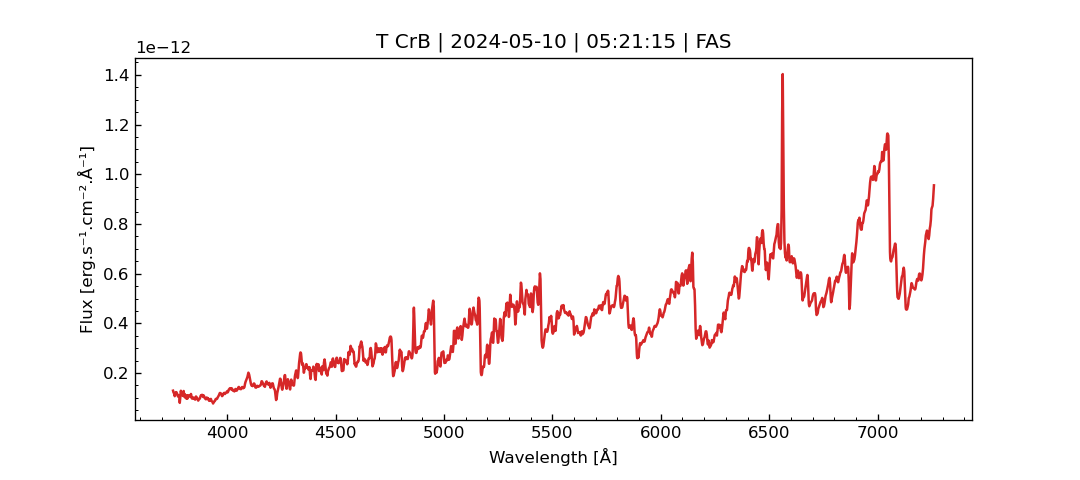 T CrB | 2024-05-10 | 05:21:15 | FAS
1e−12
1.4
1.2
1.0
0.8
0.6
0.4
0.2
Flux [erg.s⁻¹.cm⁻².Å⁻¹]
4000 4500 5000 5500 6000 6500 7000
Wavelength [Å]